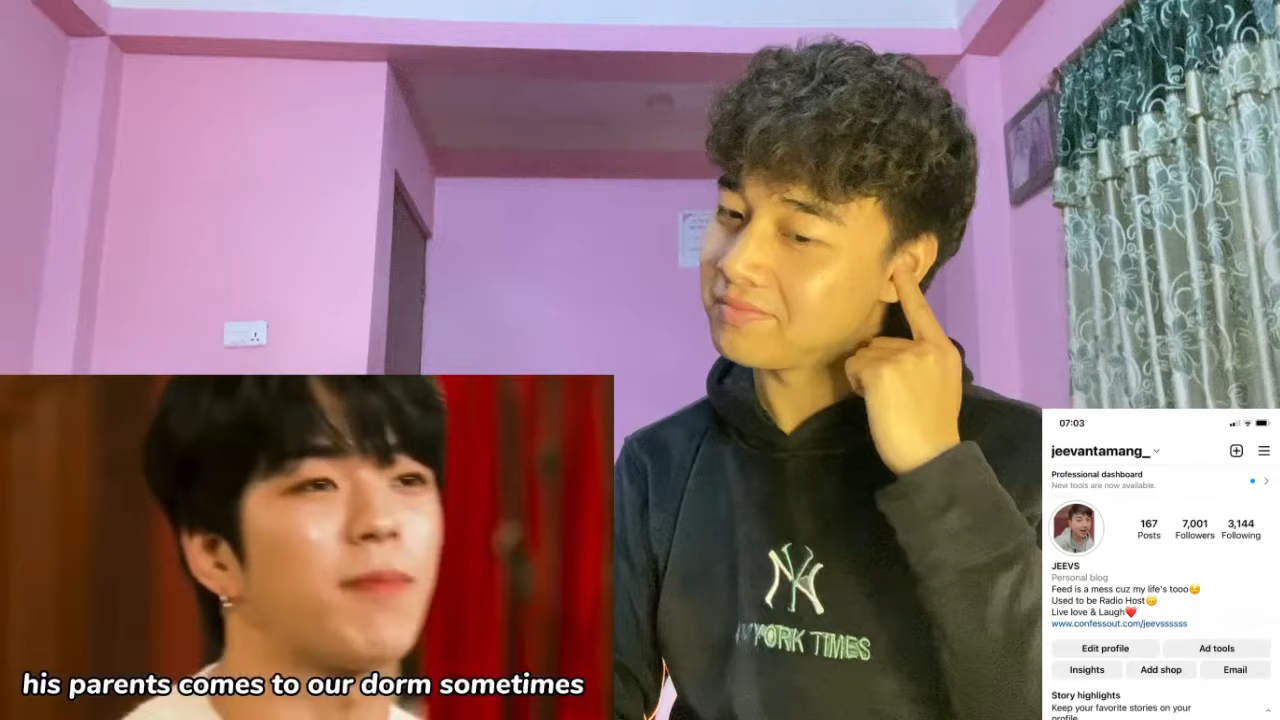 NY
YORK TIMES
his parents comes to our dorm sometimes
07:03
jeevantamang_
Professional dashboard
New tools are now available.
167 7,001 3,144
Posts Followers Following
JEEVS
Personal blog
Feed is a mess cuz my life's tooo😔
Used to be Radio Host🙂
Live love & Laugh❤️
www.confessout.com/jeevssssss
Edit profile Ad tools
Insights Add shop Email
Story highlights
Keep your favorite stories on your
profile